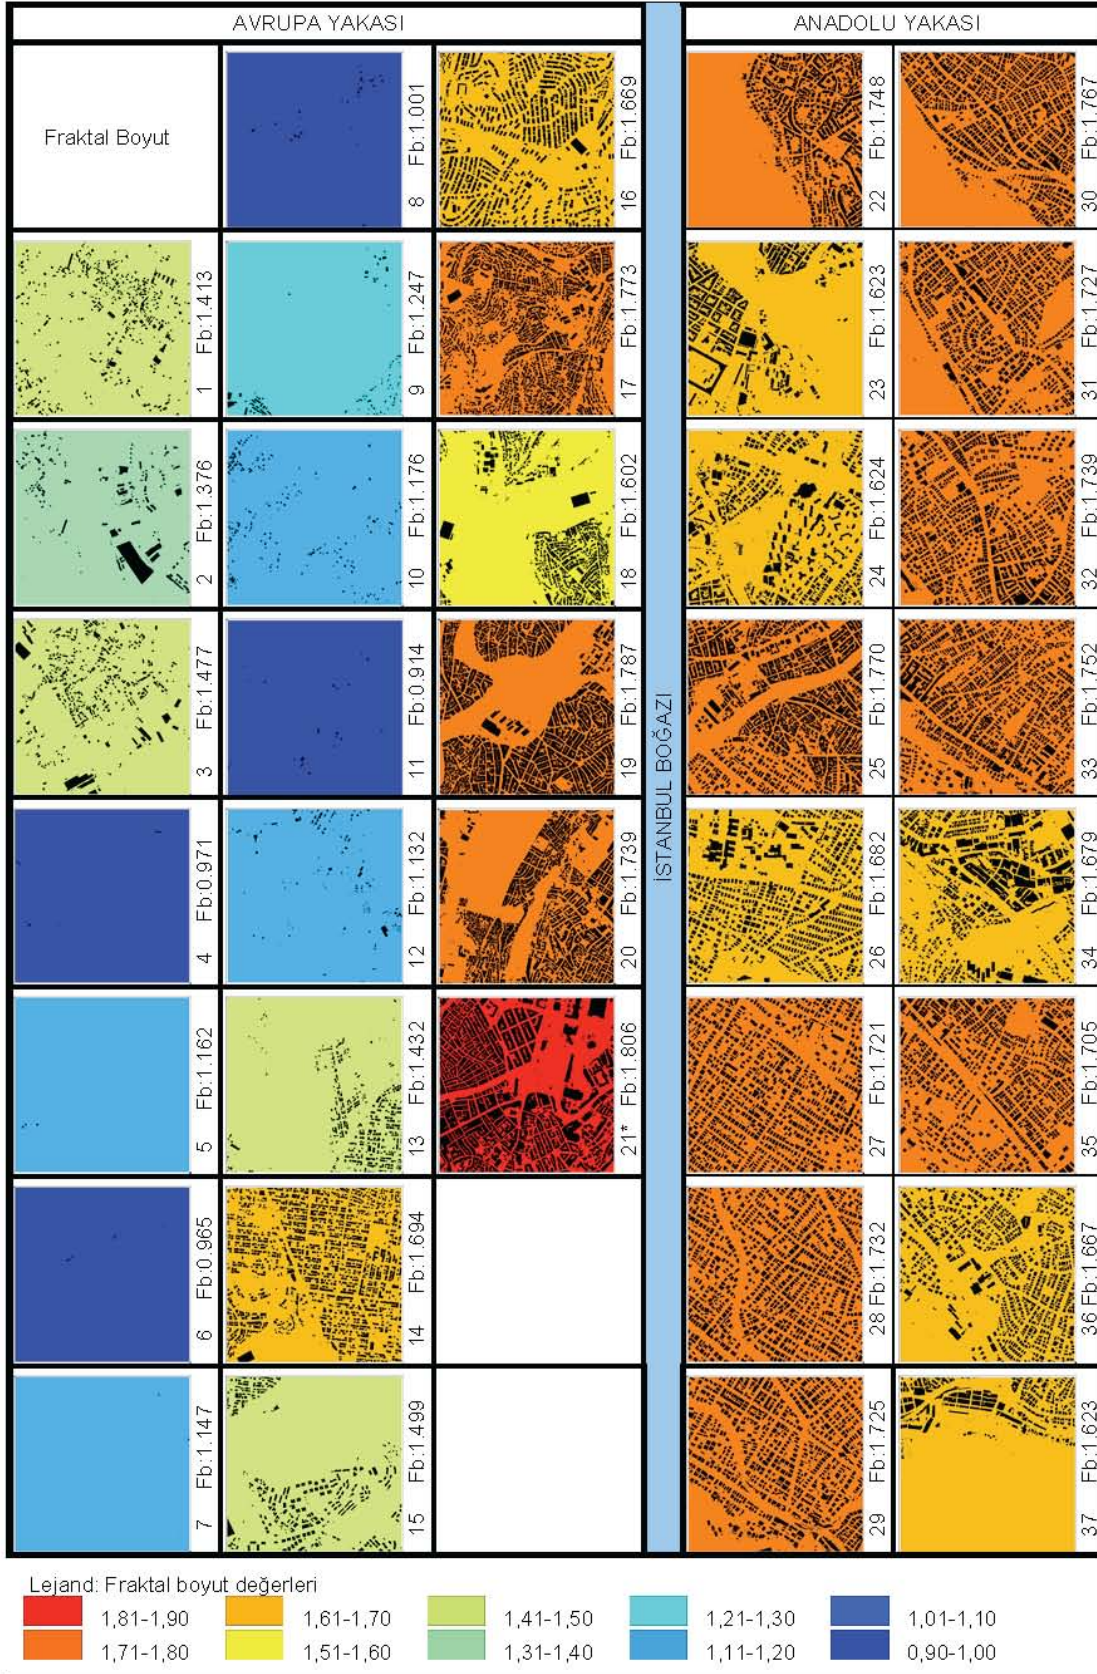 AVRUPA YAKASI
ANADOLU YAKASI
Fraktal Boyut
8 Fb:1.001
16 Fb:1.669
22 Fb:1.748
30 Fb:1.767
1 Fb:1.413
9 Fb:1.247
17 Fb:1.773
23 Fb:1.623
31 Fb:1.727
2 Fb:1.376
10 Fb:1.176
18 Fb:1.602
24 Fb:1.624
32 Fb:1.739
3 Fb:1.477
11 Fb:0.914
19 Fb:1.787
25 Fb:1.770
33 Fb:1.752
İSTANBUL BOĞAZI
4 Fb:0.971
12 Fb:1.132
20 Fb:1.739
26 Fb:1.682
34 Fb:1.679
5 Fb:1.162
13 Fb:1.432
21* Fb:1.806
27 Fb:1.721
35 Fb:1.705
6 Fb:0.965
14 Fb:1.694
28 Fb:1.732
36 Fb:1.667
7 Fb:1.147
15 Fb:1.499
29 Fb:1.725
37 Fb:1.623
Lejand: Fraktal boyut değerleri
1,81-1,90
1,61-1,70
1,41-1,50
1,21-1,30
1,01-1,10
1,71-1,80
1,51-1,60
1,31-1,40
1,11-1,20
0,90-1,00